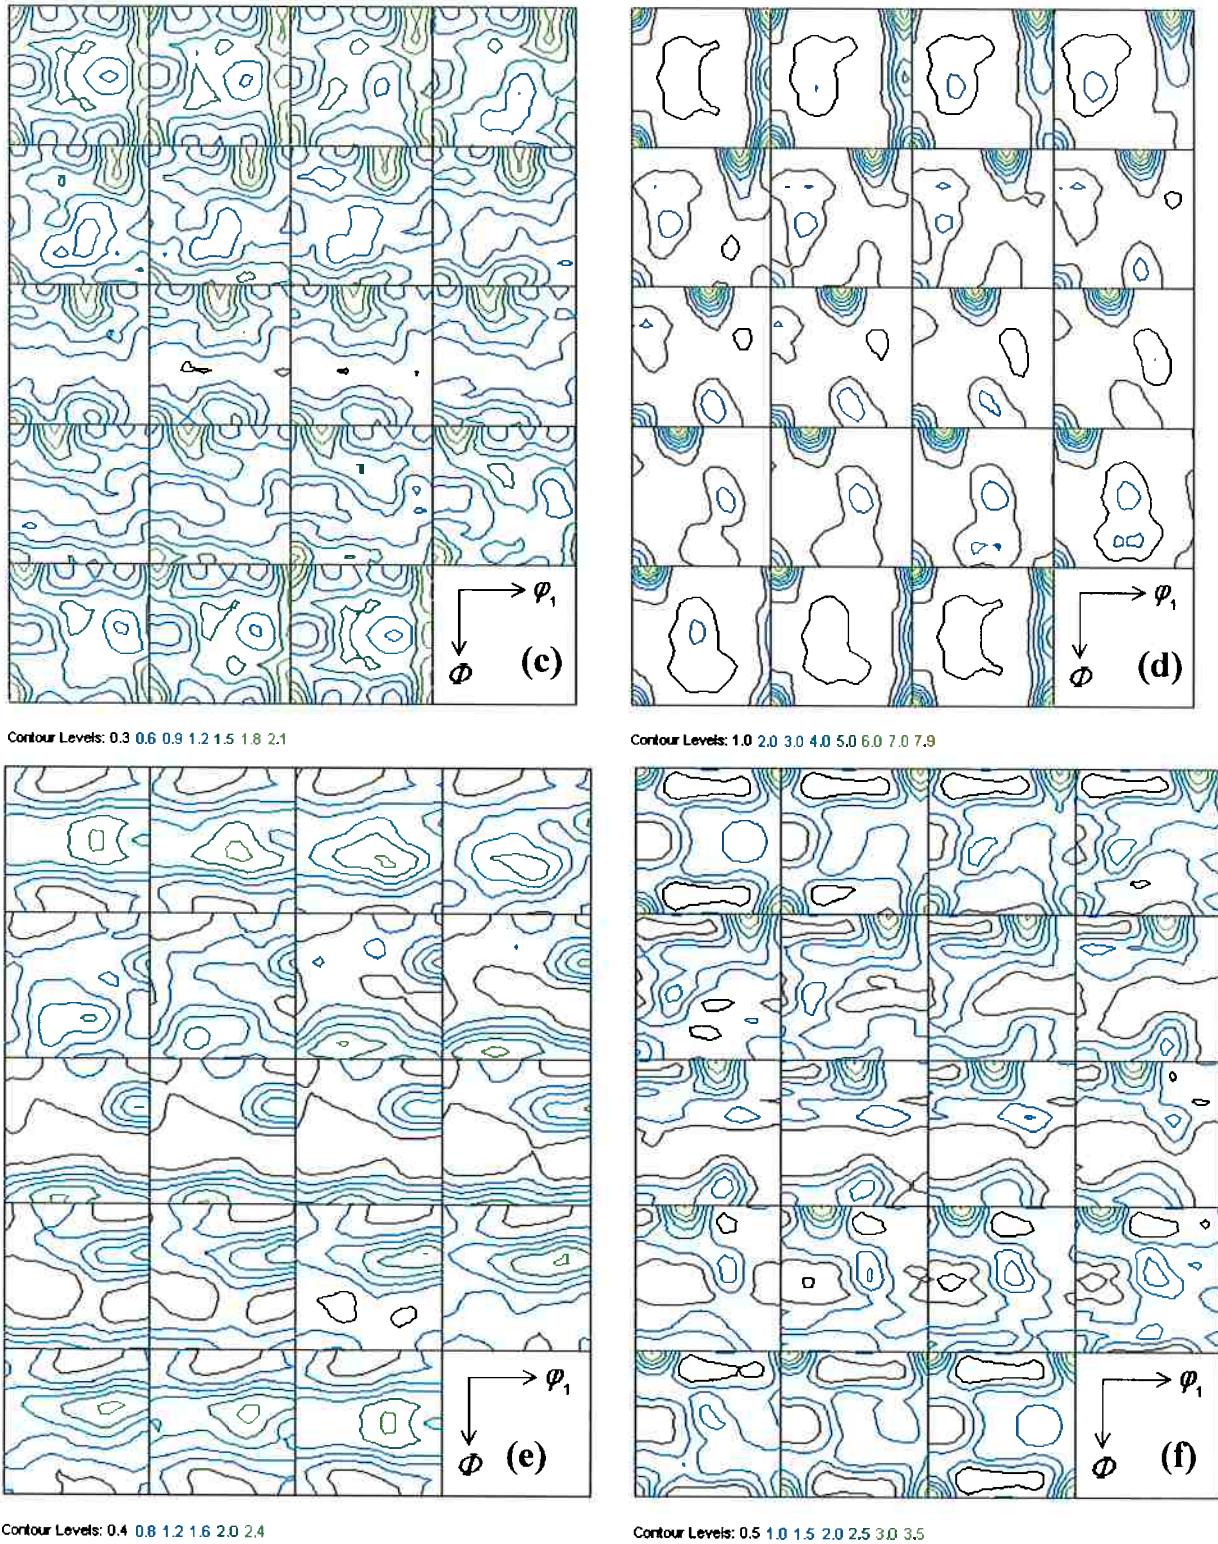 φ₁
Φ
(c)
φ₁
Φ
(d)
Contour Levels: 0.3 0.6 0.9 1.2 1.5 1.8 2.1
Contour Levels: 1.0 2.0 3.0 4.0 5.0 6.0 7.0 7.9
φ₁
Φ
(e)
φ₁
Φ
(f)
Contour Levels: 0.4 0.8 1.2 1.6 2.0 2.4
Contour Levels: 0.5 1.0 1.5 2.0 2.5 3.0 3.5